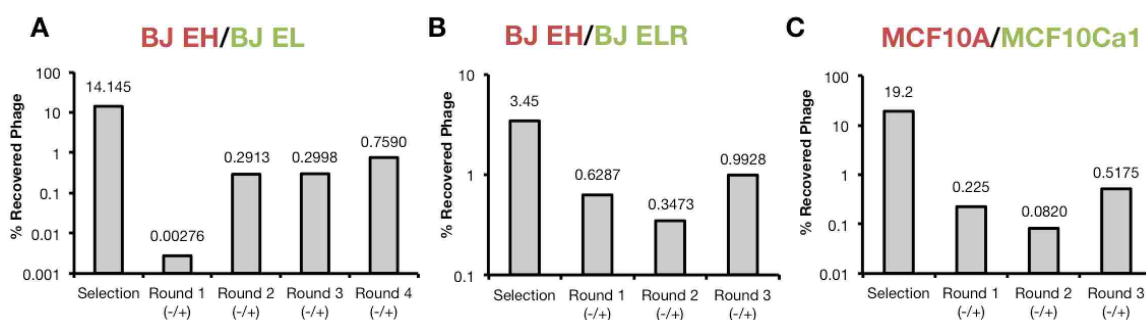 A
BJ EH/BJ EL
% Recovered Phage
100
10
1
0.1
0.01
0.001
14.145
0.00276
0.2913
0.2998
0.7590
Selection
Round 1
(-/+)
Round 2
(-/+)
Round 3
(-/+)
Round 4
(-/+)
B
BJ EH/BJ ELR
% Recovered Phage
10
1
0.1
3.45
0.6287
0.3473
0.9928
Selection
Round 1
(-/+)
Round 2
(-/+)
Round 3
(-/+)
C
MCF10A/MCF10Ca1
% Recovered Phage
100
10
1
0.1
0.01
19.2
0.225
0.0820
0.5175
Selection
Round 1
(-/+)
Round 2
(-/+)
Round 3
(-/+)